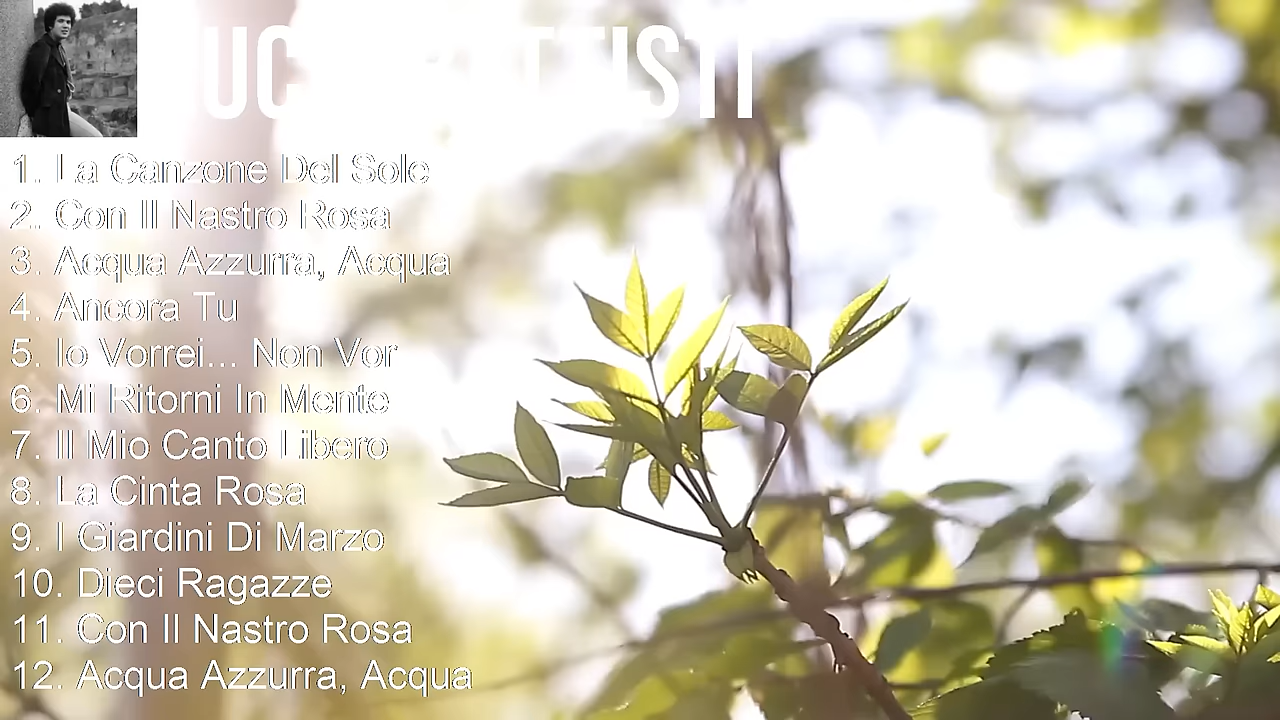 LUCIO BATTISTI
1. La Canzone Del Sole
2. Con Il Nastro Rosa
3. Acqua Azzurra, Acqua
4. Ancora Tu
5. Io Vorrei... Non Vor
6. Mi Ritorni In Mente
7. Il Mio Canto Libero
8. La Cinta Rosa
9. I Giardini Di Marzo
10. Dieci Ragazze
11. Con Il Nastro Rosa
12. Acqua Azzurra, Acqua